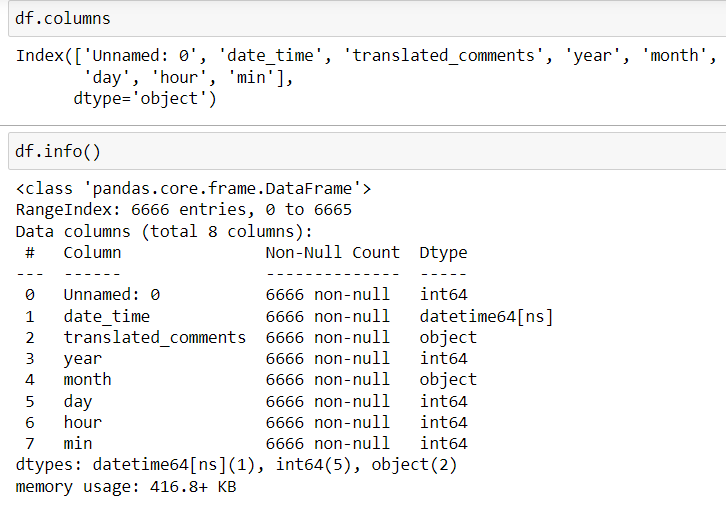 df.columns
Index(['Unnamed: 0', 'date_time', 'translated_comments', 'year', 'month',
       'day', 'hour', 'min'],
      dtype='object')
df.info()
<class 'pandas.core.frame.DataFrame'>
RangeIndex: 6666 entries, 0 to 6665
Data columns (total 8 columns):
 #   Column               Non-Null Count  Dtype
---  ------               --------------  -----
 0   Unnamed: 0           6666 non-null   int64
 1   date_time            6666 non-null   datetime64[ns]
 2   translated_comments  6666 non-null   object
 3   year                 6666 non-null   int64
 4   month                6666 non-null   object
 5   day                  6666 non-null   int64
 6   hour                 6666 non-null   int64
 7   min                  6666 non-null   int64
dtypes: datetime64[ns](1), int64(5), object(2)
memory usage: 416.8+ KB